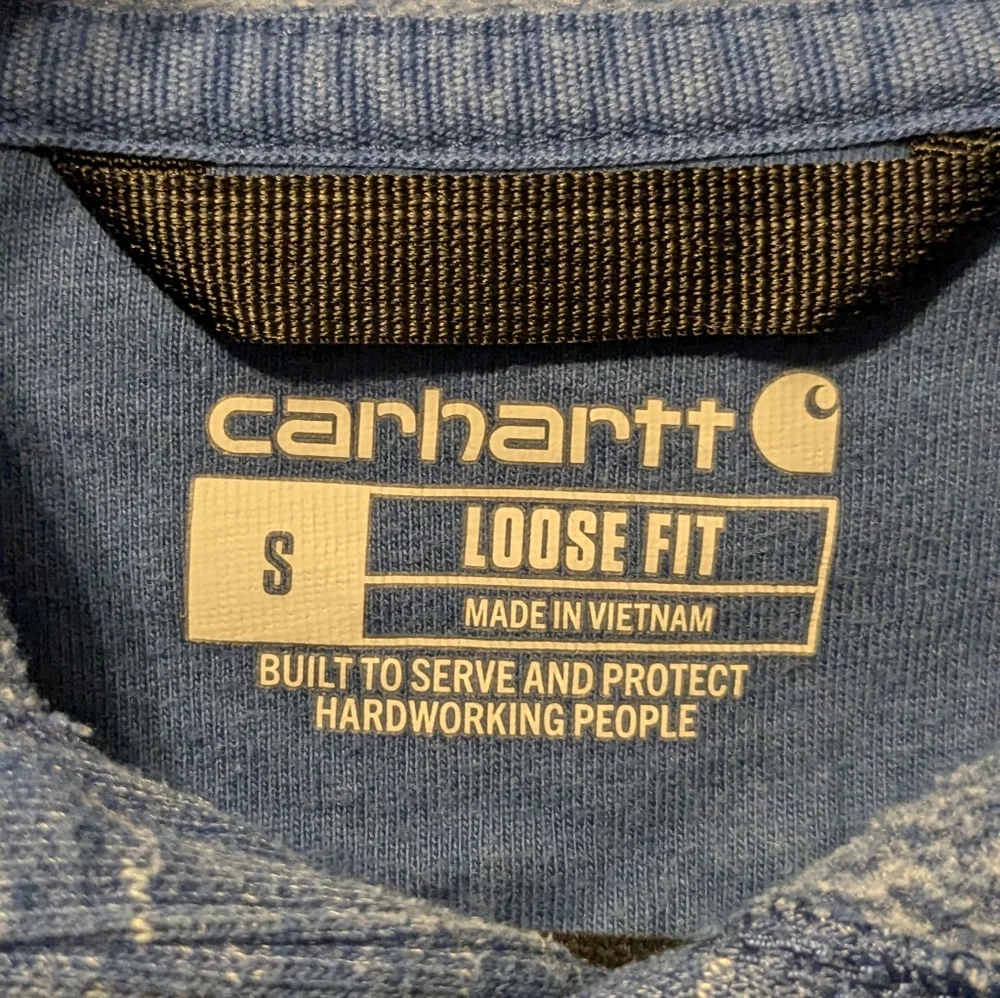 carhartt
S
LOOSE FIT
MADE IN VIETNAM
BUILT TO SERVE AND PROTECT
HARDWORKING PEOPLE